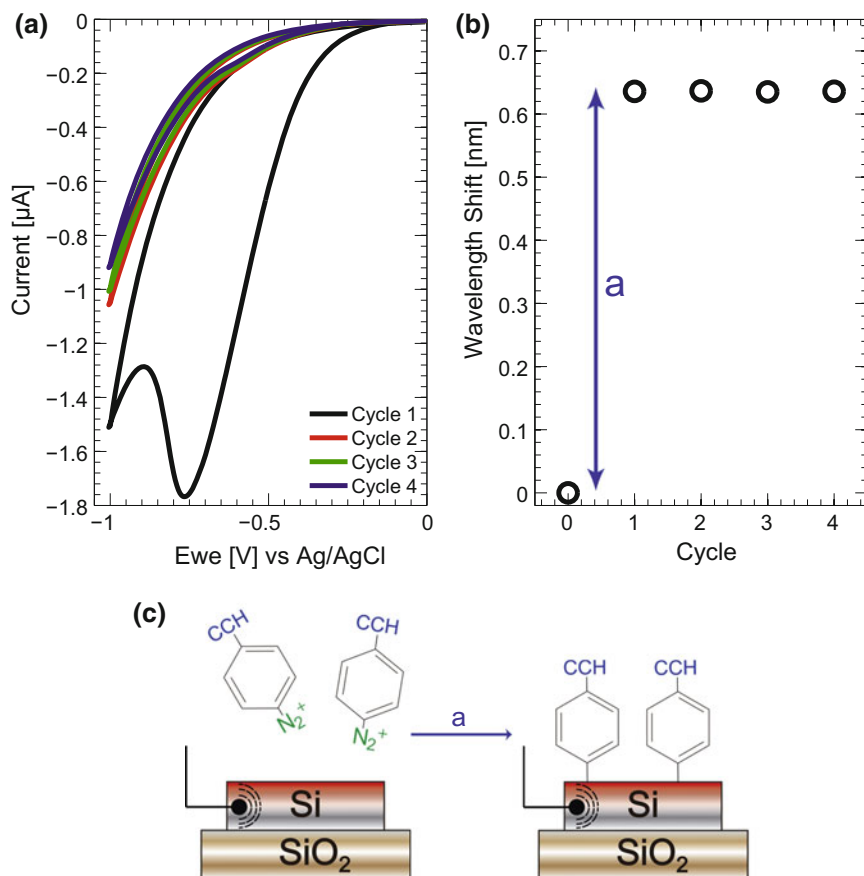 (a)
0
−0.2
−0.4
−0.6
−0.8
−1
−1.2
−1.4
−1.6
−1.8
Current [µA]
−1
−0.5
0
Ewe [V] vs Ag/AgCl
Cycle 1
Cycle 2
Cycle 3
Cycle 4
(b)
0.7
0.6
0.5
0.4
0.3
0.2
0.1
0
Wavelength Shift [nm]
a
0 1 2 3 4
Cycle
(c)
CCH
CCH
N2+
N2+
a
CCH
CCH
Si
SiO2
Si
SiO2